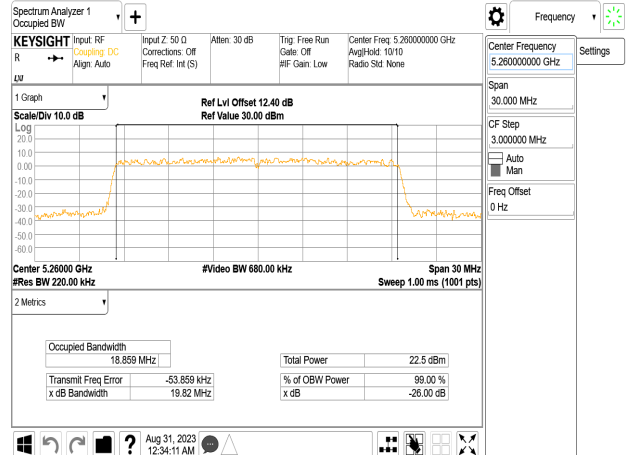 Spectrum Analyzer 1
Occupied BW
Frequency
KEYSIGHT
R
Input: RF
Coupling: DC
Align: Auto
Input Z: 50 Ω
Corrections: Off
Freq Ref: Int (S)
Atten: 30 dB
Trig: Free Run
Gate: Off
#IF Gain: Low
Center Freq: 5.260000000 GHz
Avg|Hold: 10/10
Radio Std: None
Center Frequency
5.260000000 GHz
Settings
Span
30.000 MHz
CF Step
3.000000 MHz
Auto
Man
Freq Offset
0 Hz
1 Graph
Scale/Div 10.0 dB
Ref Lvl Offset 12.40 dB
Ref Value 30.00 dBm
Log
20.0
10.0
0.00
-10.0
-20.0
-30.0
-40.0
-50.0
-60.0
Center 5.26000 GHz
#Res BW 220.00 kHz
#Video BW 680.00 kHz
Span 30 MHz
Sweep 1.00 ms (1001 pts)
2 Metrics
Occupied Bandwidth
18.859 MHz
Total Power 22.5 dBm
Transmit Freq Error -53.859 kHz
% of OBW Power 99.00 %
x dB Bandwidth 19.82 MHz
x dB -26.00 dB
?
Aug 31, 2023
12:34:11 AM